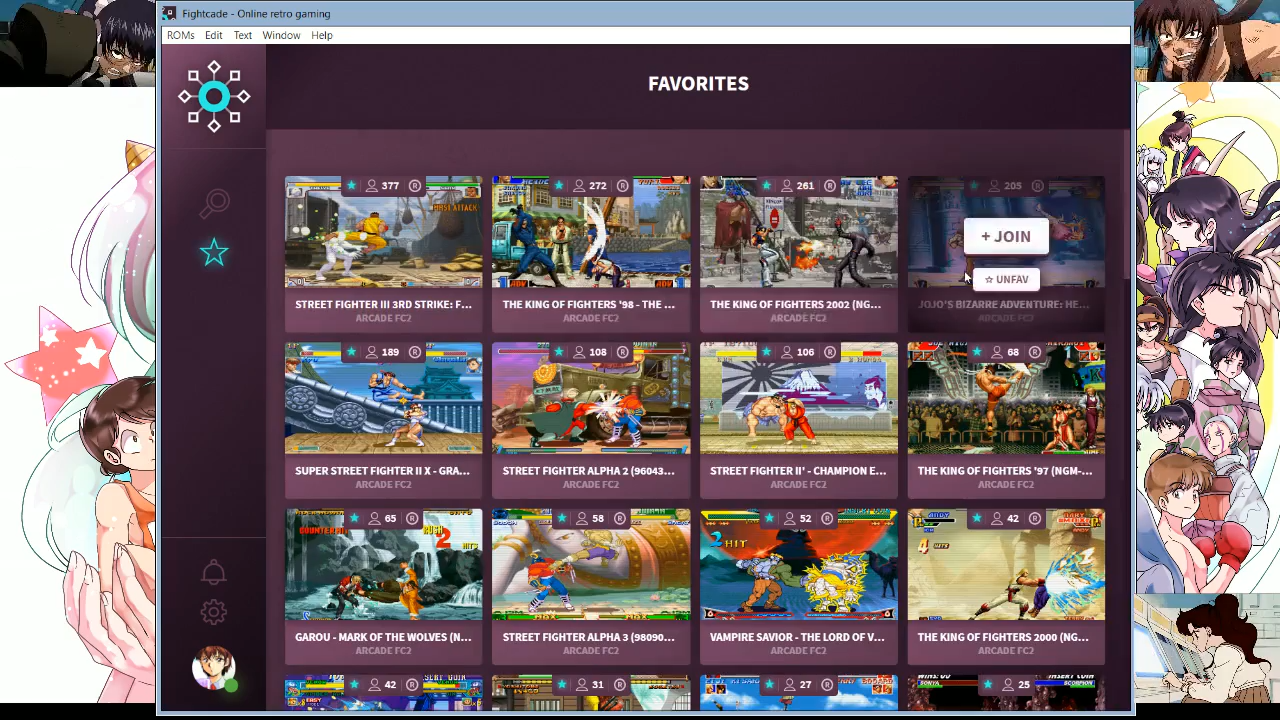 Fightcade - Online retro gaming
ROMs Edit Text Window Help
FAVORITES
377 R
272 R
261 R
205 R
FIRST ATTACK
+ JOIN
☆ UNFAV
STREET FIGHTER III 3RD STRIKE: F...
ARCADE FC2
THE KING OF FIGHTERS '98 - THE ...
ARCADE FC2
THE KING OF FIGHTERS 2002 (NG...
ARCADE FC2
JOJO'S BIZARRE ADVENTURE: HE...
ARCADE FC2
189 R
108 R
106 R
68 R
SUPER STREET FIGHTER II X - GRA...
ARCADE FC2
STREET FIGHTER ALPHA 2 (96043...
ARCADE FC2
STREET FIGHTER II' - CHAMPION E...
ARCADE FC2
THE KING OF FIGHTERS '97 (NGM-...
ARCADE FC2
65 R
58 R
52 R
42 R
2 HIT
GAROU - MARK OF THE WOLVES (N...
ARCADE FC2
STREET FIGHTER ALPHA 3 (98090...
ARCADE FC2
VAMPIRE SAVIOR - THE LORD OF V...
ARCADE FC2
THE KING OF FIGHTERS 2000 (NG...
ARCADE FC2
42 R
31 R
27 R
25 R